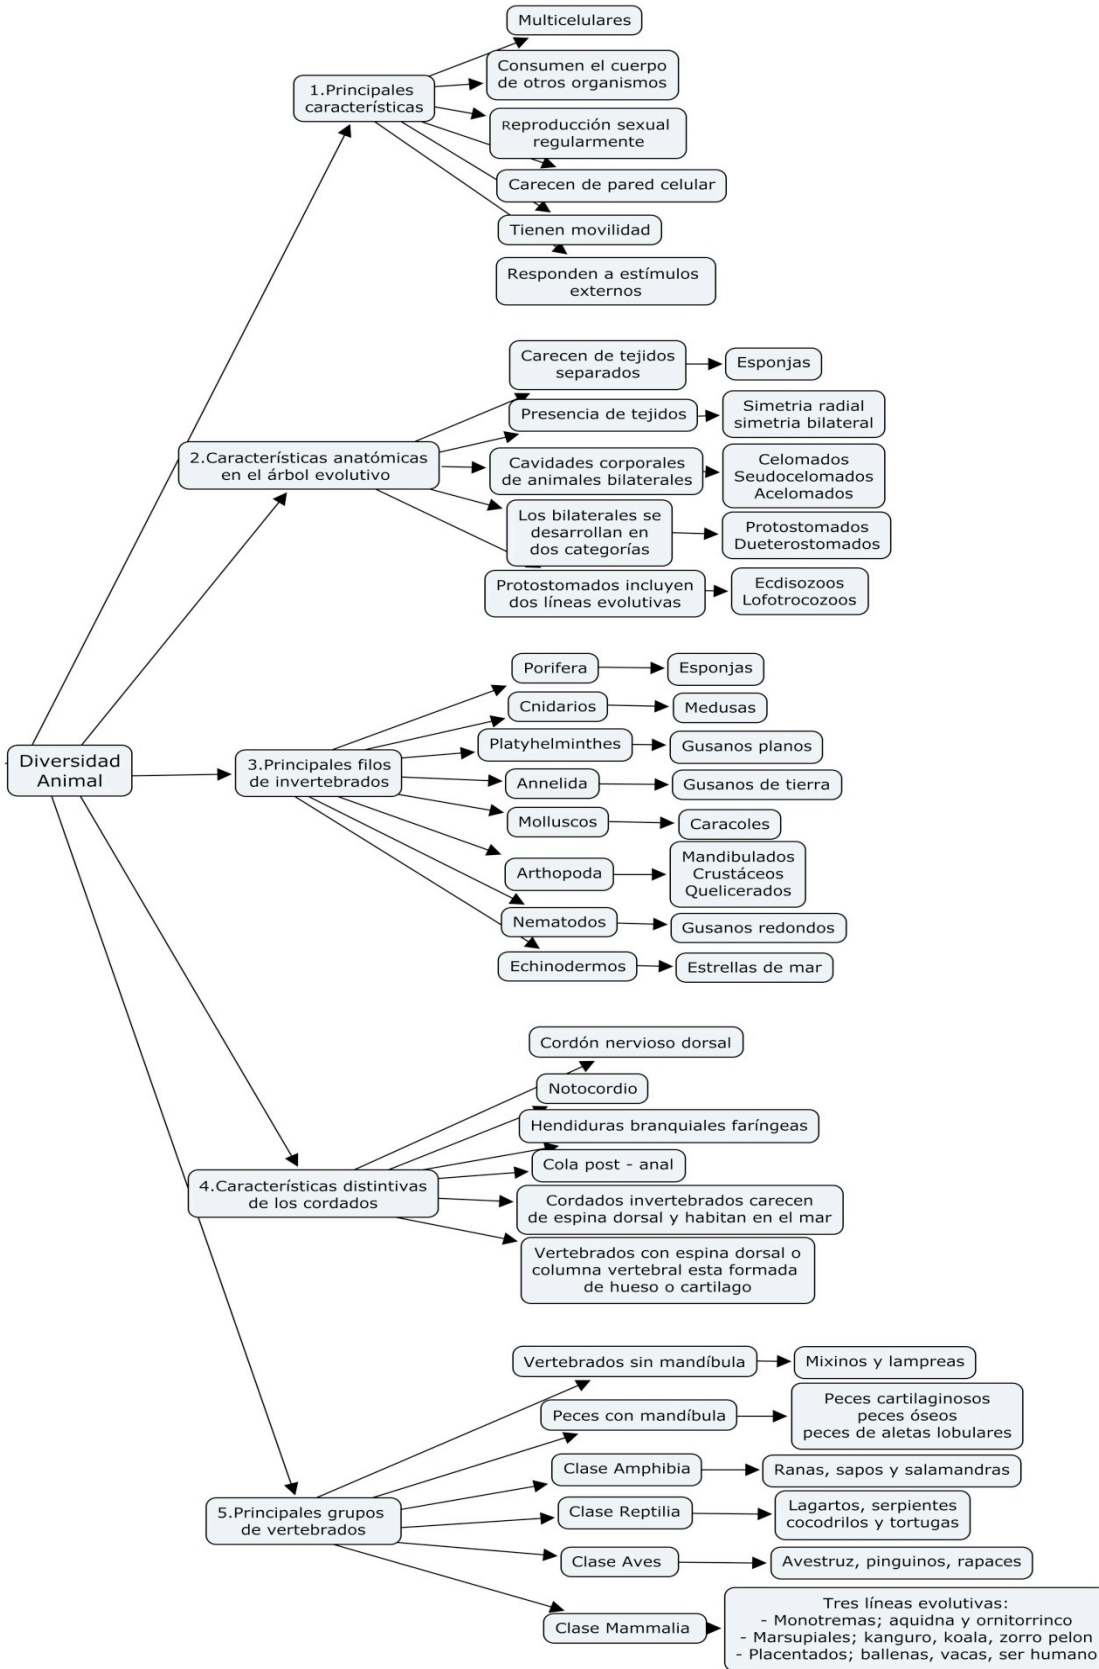 Diversidad
Animal
1.Principales
características
Multicelulares
Consumen el cuerpo
de otros organismos
Reproducción sexual
regularmente
Carecen de pared celular
Tienen movilidad
Responden a estímulos
externos
2.Características anatómicas
en el árbol evolutivo
Carecen de tejidos
separados
Esponjas
Presencia de tejidos
Simetria radial
simetria bilateral
Cavidades corporales
de animales bilaterales
Celomados
Seudocelomados
Acelomados
Los bilaterales se
desarrollan en
dos categorías
Protostomados
Dueterostomados
Protostomados incluyen
dos líneas evolutivas
Ecdisozoos
Lofotrocozoos
3.Principales filos
de invertebrados
Porifera
Esponjas
Cnidarios
Medusas
Platyhelminthes
Gusanos planos
Annelida
Gusanos de tierra
Molluscos
Caracoles
Arthopoda
Mandibulados
Crustáceos
Quelicerados
Nematodos
Gusanos redondos
Echinodermos
Estrellas de mar
4.Características distintivas
de los cordados
Cordón nervioso dorsal
Notocordio
Hendiduras branquiales faríngeas
Cola post - anal
Cordados invertebrados carecen
de espina dorsal y habitan en el mar
Vertebrados con espina dorsal o
columna vertebral esta formada
de hueso o cartilago
5.Principales grupos
de vertebrados
Vertebrados sin mandíbula
Mixinos y lampreas
Peces con mandíbula
Peces cartilaginosos
peces óseos
peces de aletas lobulares
Clase Amphibia
Ranas, sapos y salamandras
Clase Reptilia
Lagartos, serpientes
cocodrilos y tortugas
Clase Aves
Avestruz, pinguinos, rapaces
Clase Mammalia
Tres líneas evolutivas:
- Monotremas; aquidna y ornitorrinco
- Marsupiales; kanguro, koala, zorro pelon
- Placentados; ballenas, vacas, ser humano